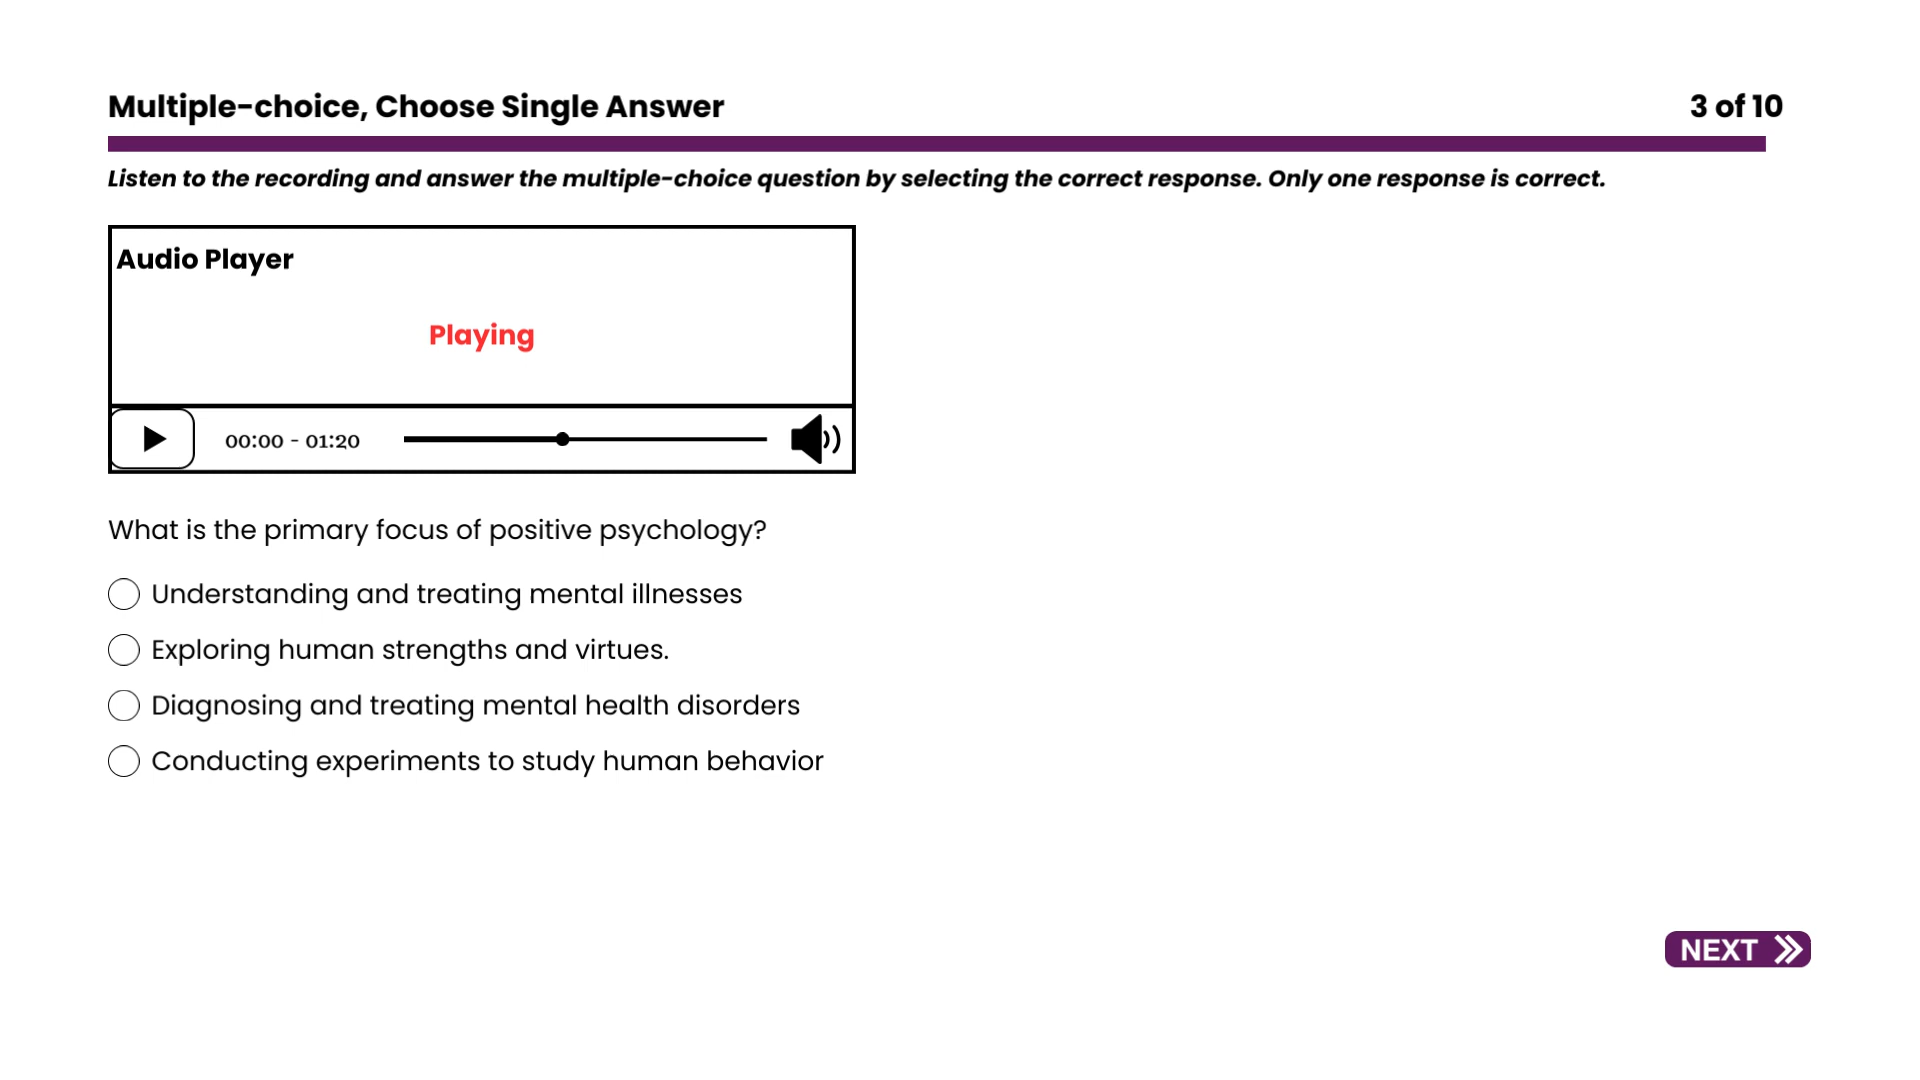 Multiple-choice, Choose Single Answer
3 of 10
Listen to the recording and answer the multiple-choice question by selecting the correct response. Only one response is correct.
Audio Player
Playing
00:00 - 01:20
What is the primary focus of positive psychology?
Understanding and treating mental illnesses
Exploring human strengths and virtues.
Diagnosing and treating mental health disorders
Conducting experiments to study human behavior
NEXT